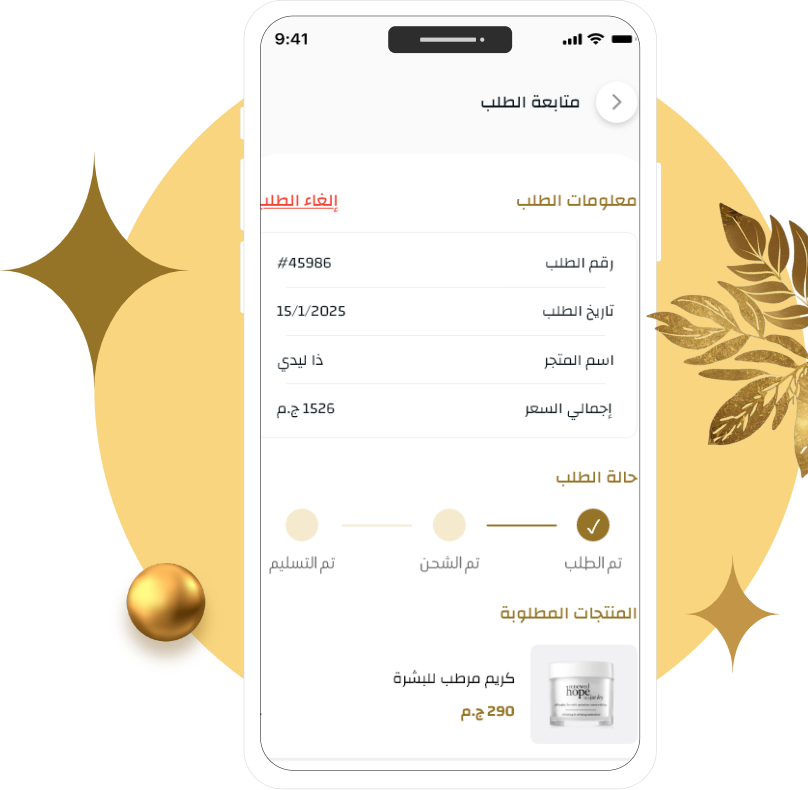 9:41
متابعة الطلب
معلومات الطلب إلغاء الطلب
رقم الطلب #45986
تاريخ الطلب 15/1/2025
اسم المتجر ذا ليدي
إجمالي السعر 1526 ج.م
حالة الطلب
تم الطلب تم الشحن تم التسليم
المنتجات المطلوبة
كريم مرطب للبشرة
290 ج.م
renewed
hope